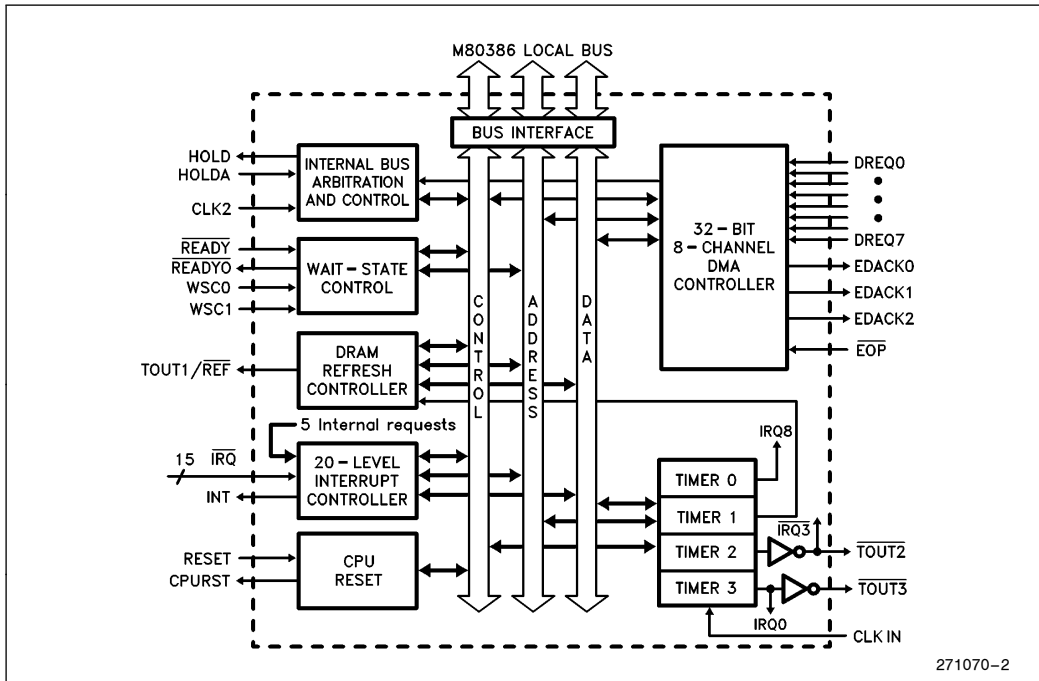 M80386 LOCAL BUS
BUS INTERFACE
HOLD
HOLDA
CLK2
INTERNAL BUS
ARBITRATION
AND CONTROL
READY
READYO
WSC0
WSC1
WAIT-STATE
CONTROL
TOUT1/REF
DRAM
REFRESH
CONTROLLER
5 Internal requests
15 IRQ
INT
20-LEVEL
INTERRUPT
CONTROLLER
RESET
CPURST
CPU
RESET
CONTROL
ADDRESS
DATA
32-BIT
8-CHANNEL
DMA
CONTROLLER
DREQ0
DREQ7
EDACK0
EDACK1
EDACK2
EOP
IRQ8
TIMER 0
TIMER 1
TIMER 2
TIMER 3
IRQ3
TOUT2
TOUT3
IRQ0
CLK IN
271070-2